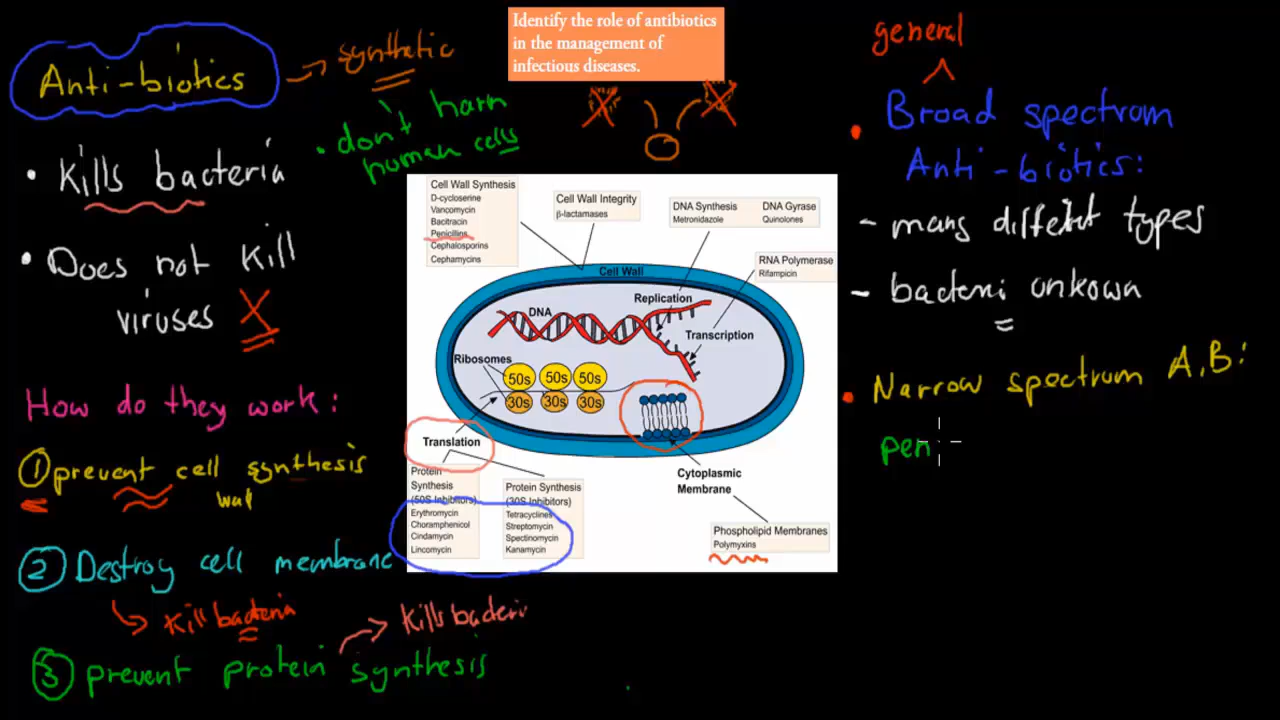 Identify the role of antibiotics
in the management of
infectious diseases.
Anti-biotics
synthetic
• don't harm
human cells
• Kills bacteria
• Does not kill
viruses X
How do they work:
① prevent cell synthesis
wall
② Destroy cell membrane
Kill bacteria
Kills bacteri
③ prevent protein synthesis
Cell Wall Synthesis
D-cycloserine
Vancomycin
Bacitracin
Penicillins
Cephalosporins
Cephamycins
Cell Wall Integrity
β-lactamases
DNA Synthesis
Metronidazole
DNA Gyrase
Quinolones
RNA Polymerase
Rifampicin
Cell Wall
DNA
Replication
Transcription
Ribosomes
50s 50s 50s
30s 30s 30s
Translation
Protein
Synthesis
(50S Inhibitors)
Erythromycin
Choramphenicol
Cindamycin
Lincomycin
Protein Synthesis
(30S Inhibitors)
Tetracyclines
Streptomycin
Spectinomycin
Kanamycin
Cytoplasmic
Membrane
Phospholipid Membranes
Polymyxins
general
• Broad spectrum
Anti-biotics:
- many different types
- bacteri unkown
• Narrow spectrum A.B:
pen